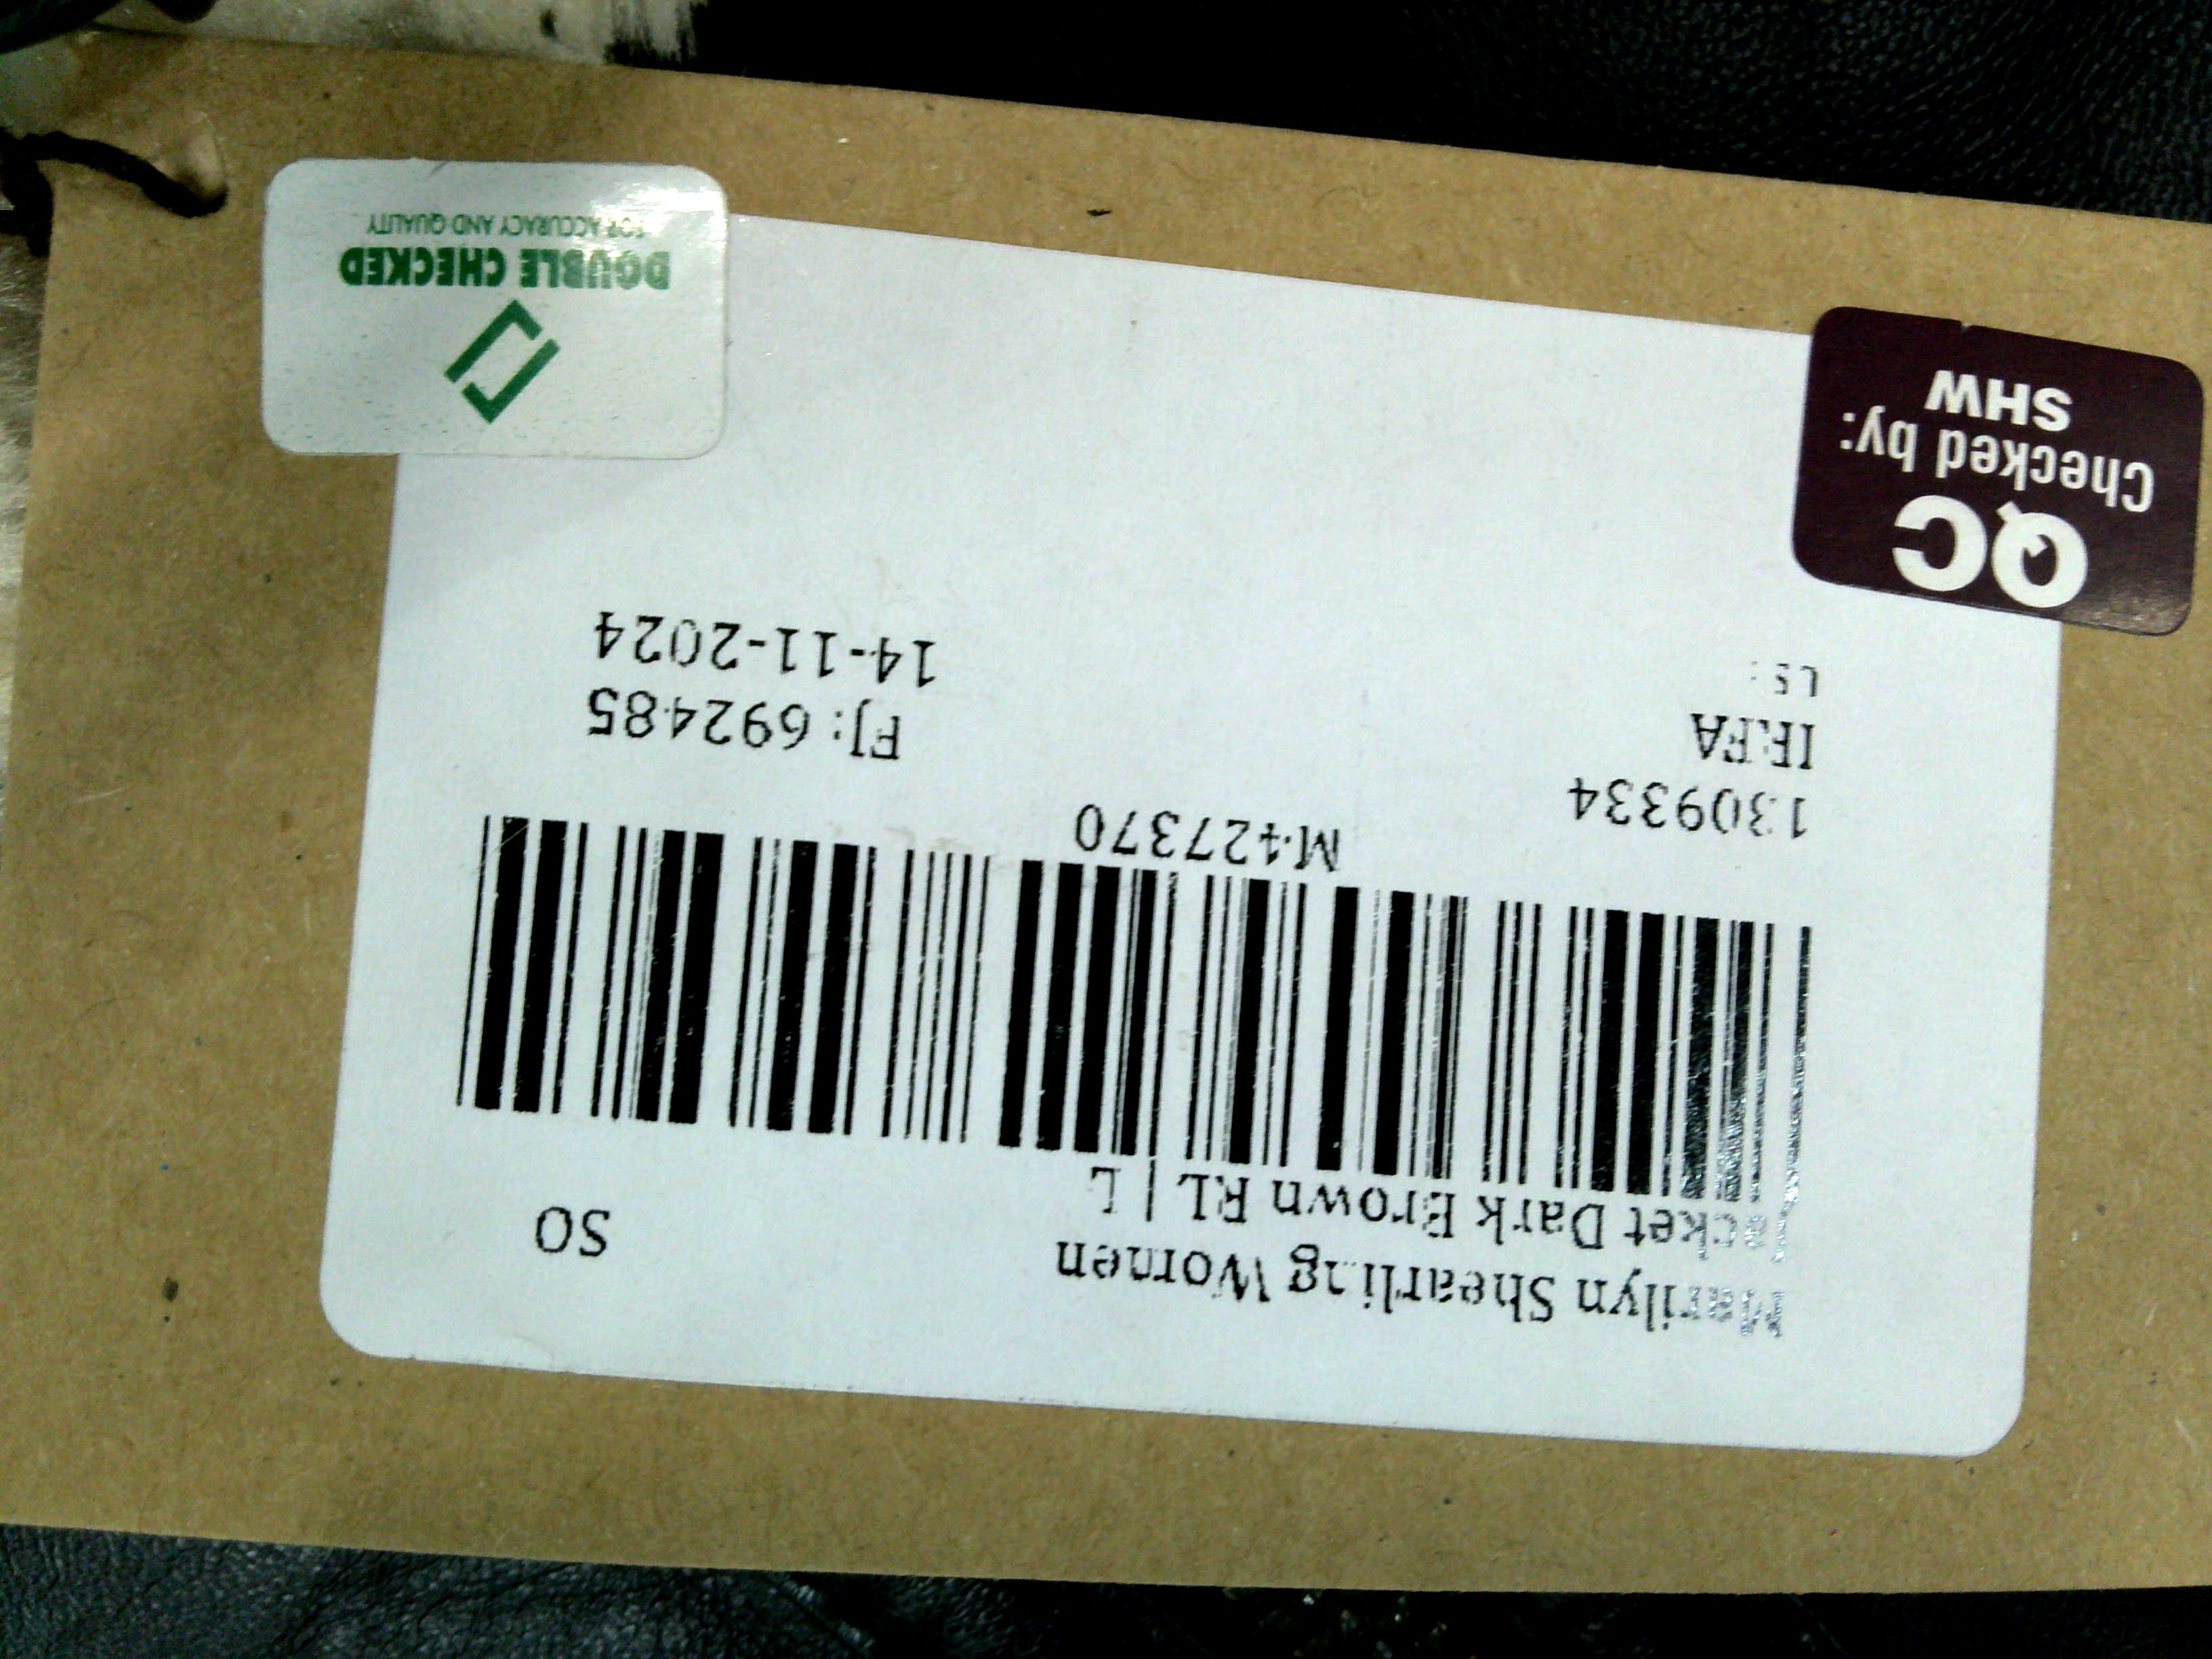 Marilyn Shearling Women
Jacket Dark Brown RL | L
SO
M427370
1309334
FJ: 692485
14-11-2024
LS:
QC
Checked by:
SHW
DOUBLE CHECKED
FOR ACCURACY AND QUALITY